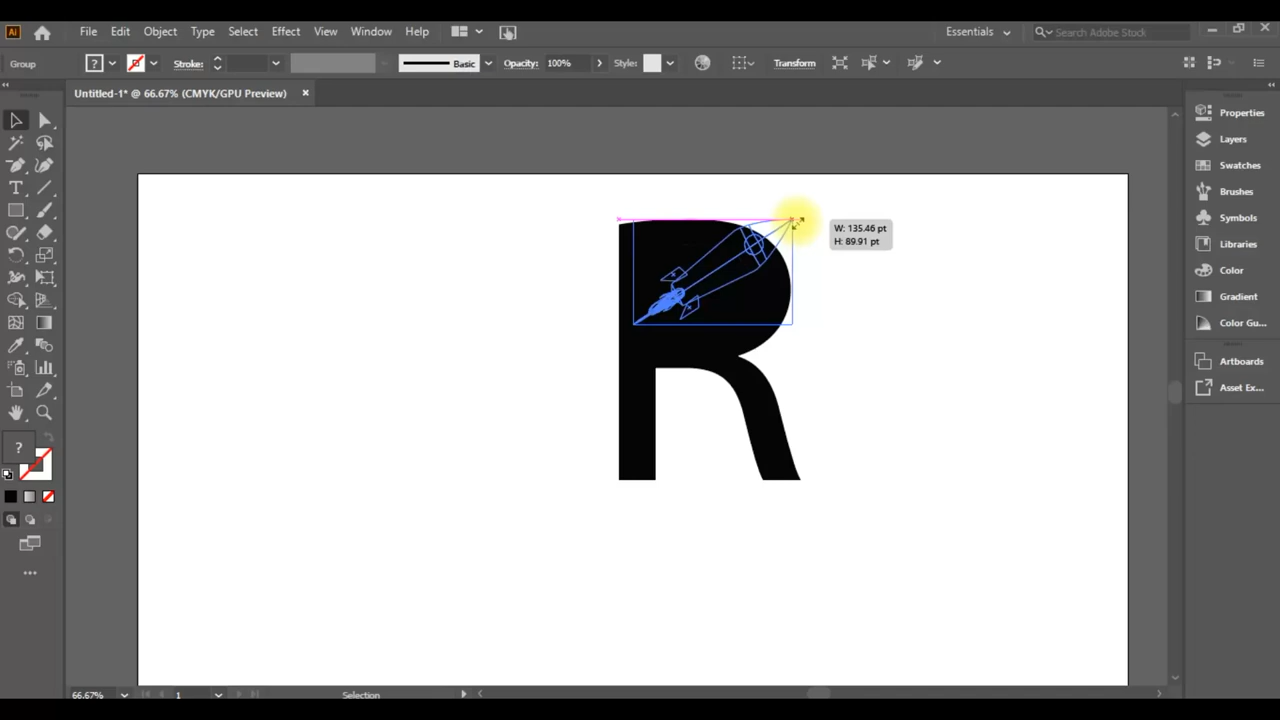 Ai File Edit Object Type Select Effect View Window Help Essentials Search Adobe Stock
Group ? Stroke: Basic Opacity: 100% Style: Transform
Untitled-1* @ 66.67% (CMYK/GPU Preview) ×
Properties
Layers
Swatches
Brushes
Symbols
Libraries
Color
Gradient
Color Gu...
Artboards
Asset Ex...
W: 135.46 pt
H: 89.91 pt
R
T
?
66.67% 1 Selection